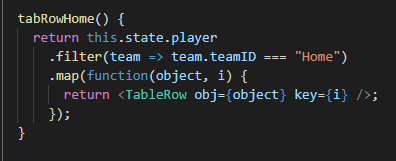 tabRowHome() {
  return this.state.player
    .filter(team => team.teamID === "Home")
    .map(function(object, i) {
      return <TableRow obj={object} key={i} />;
    });
}